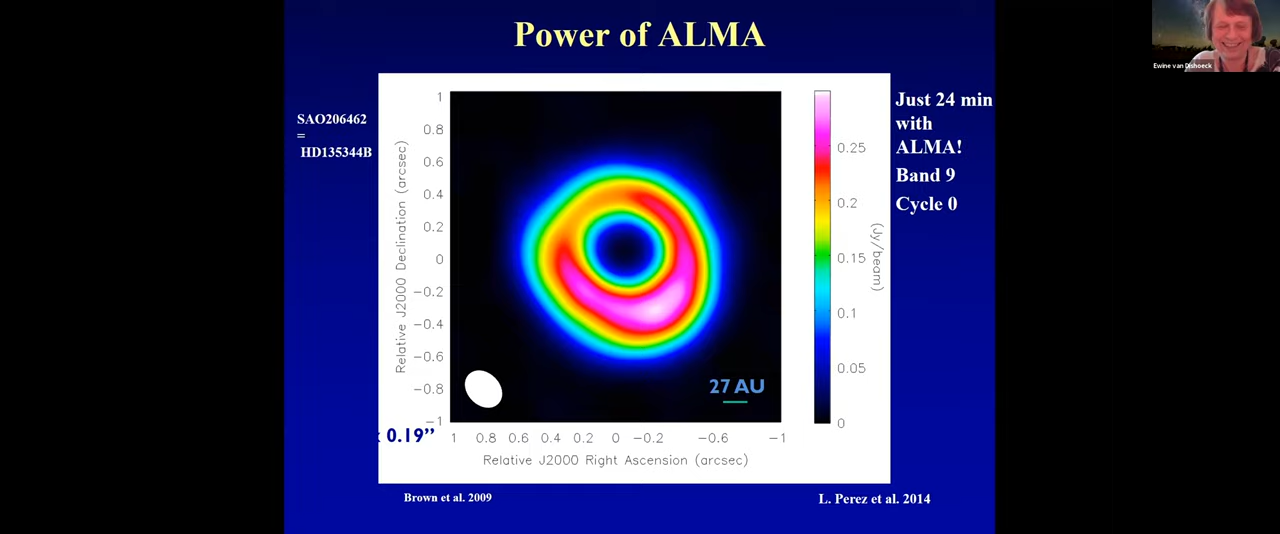 Power of ALMA
Ewine van Dishoeck
SAO206462
=
HD135344B
Just 24 min
with
ALMA!
Band 9
Cycle 0
1
0.8
0.6
0.4
0.2
0
−0.2
−0.4
−0.6
−0.8
−1
Relative J2000 Declination (arcsec)
27 AU
0.25
0.2
0.15
0.1
0.05
0
(Jy/beam)
0.19”
1 0.8 0.6 0.4 0.2 0 −0.2 −0.6 −1
Relative J2000 Right Ascension (arcsec)
Brown et al. 2009
L. Perez et al. 2014